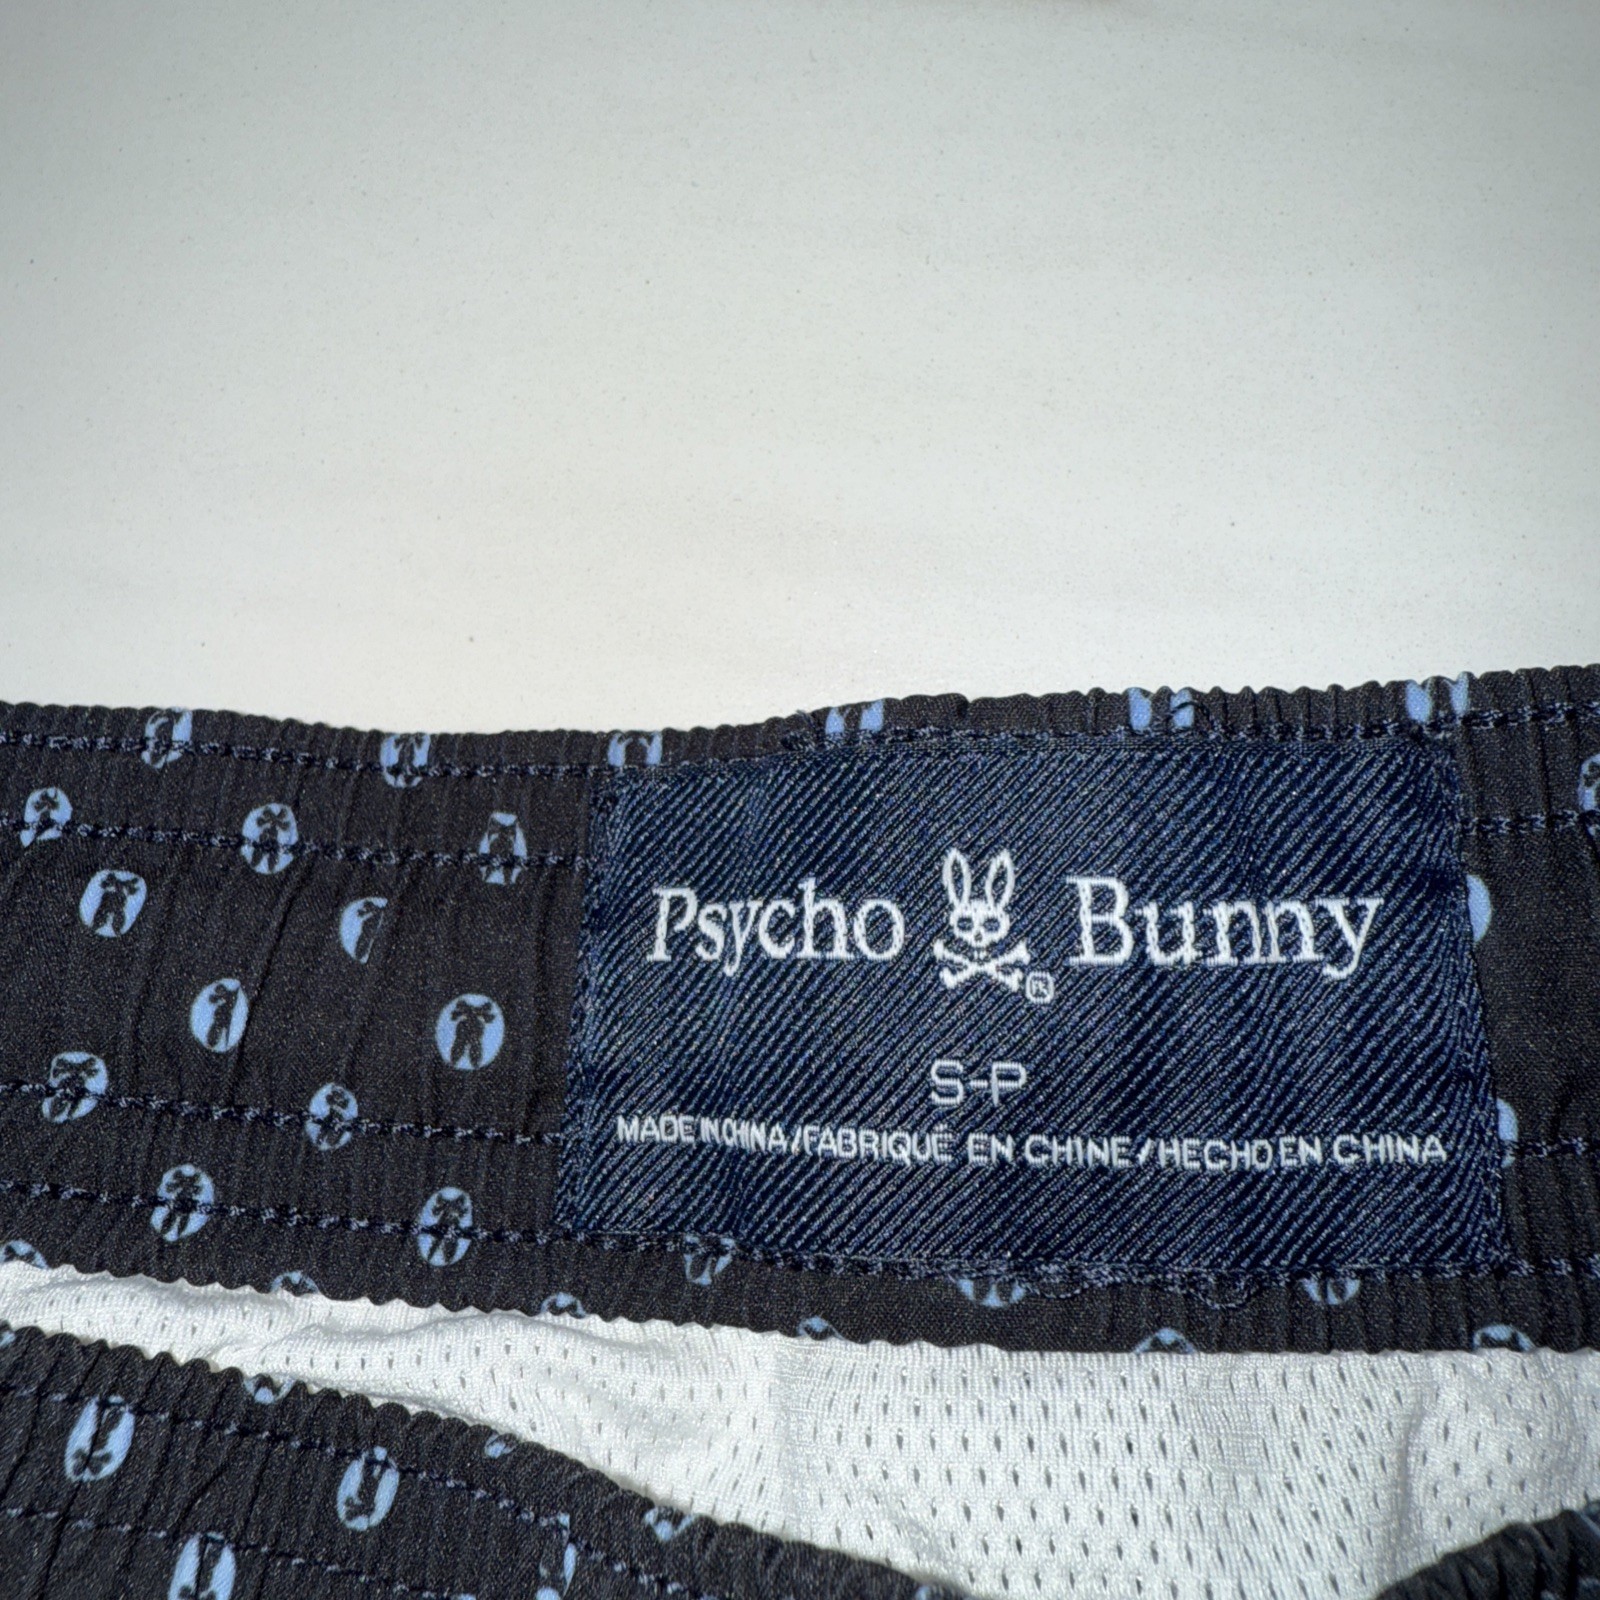 Psycho Bunny ®
S-P
MADE IN CHINA/FABRIQUÉ EN CHINE/HECHO EN CHINA